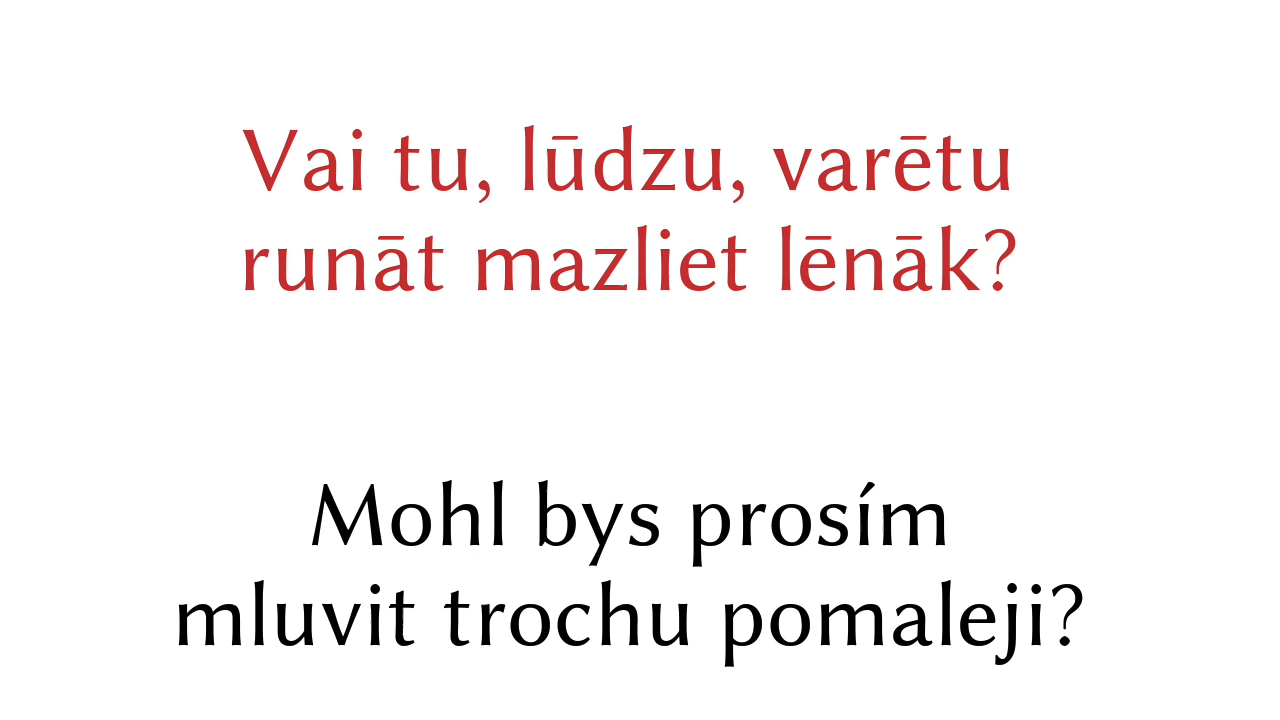 Vai tu, lūdzu, varētu
runāt mazliet lēnāk?
Mohl bys prosím
mluvit trochu pomaleji?